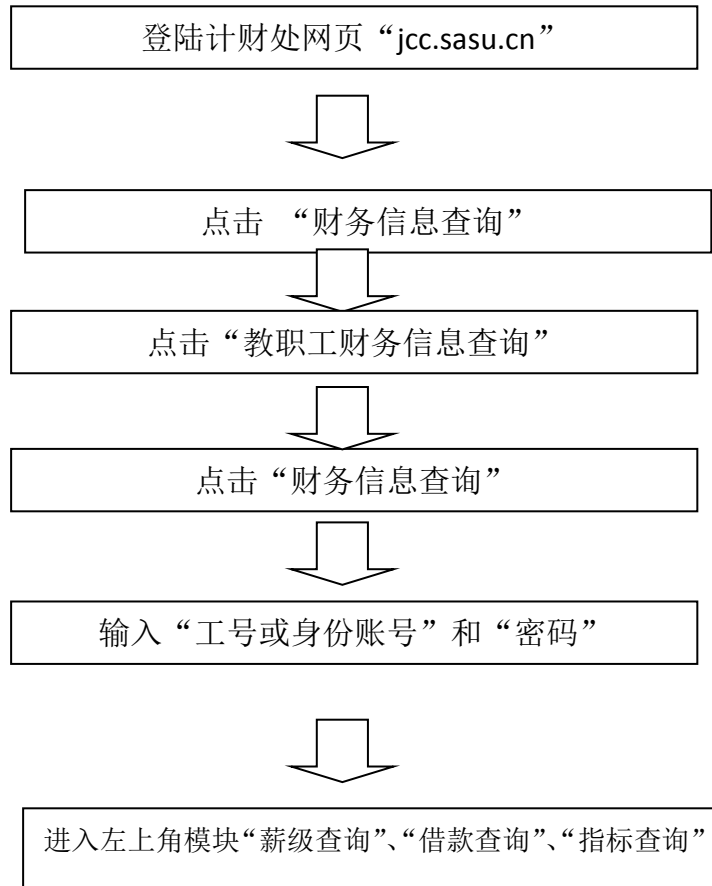 登陆计财处网页“jcc.sasu.cn”
点击 “财务信息查询”
点击“教职工财务信息查询”
点击“财务信息查询”
输入“工号或身份账号”和“密码”
进入左上角模块“薪级查询”、“借款查询”、“指标查询”